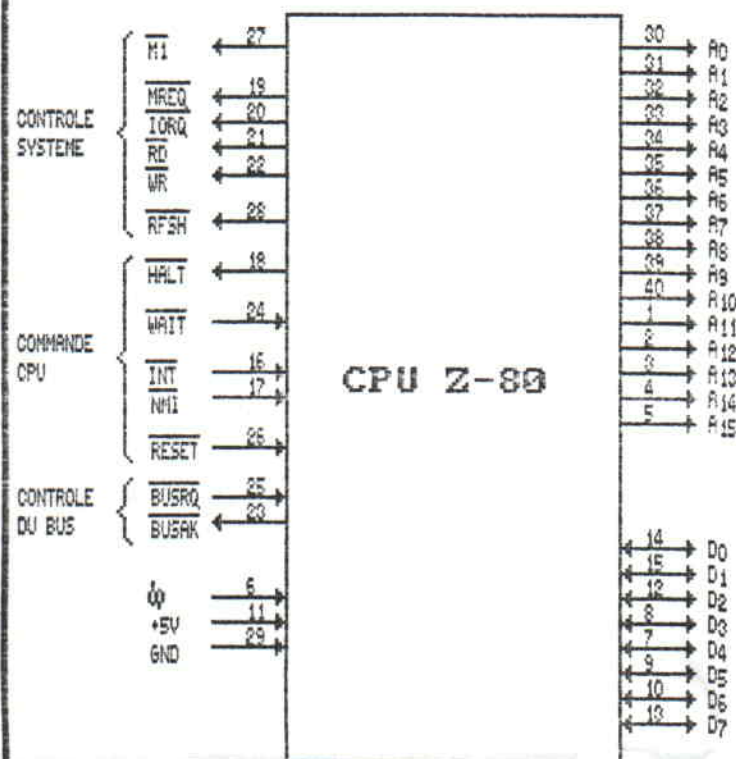 CONTROLE
SYSTEME
M1 27
MREQ 19
IORQ 20
RD 21
WR 22
RFSH 28
COMMANDE
CPU
HALT 18
WAIT 24
INT 16
NMI 17
RESET 26
CONTROLE
DU BUS
BUSRQ 25
BUSAK 23
φ 6
+5V 11
GND 29
CPU Z-80
30 A0
31 A1
32 A2
33 A3
34 A4
35 A5
36 A6
37 A7
38 A8
39 A9
40 A10
1 A11
2 A12
3 A13
4 A14
5 A15
14 D0
15 D1
12 D2
8 D3
7 D4
9 D5
10 D6
13 D7